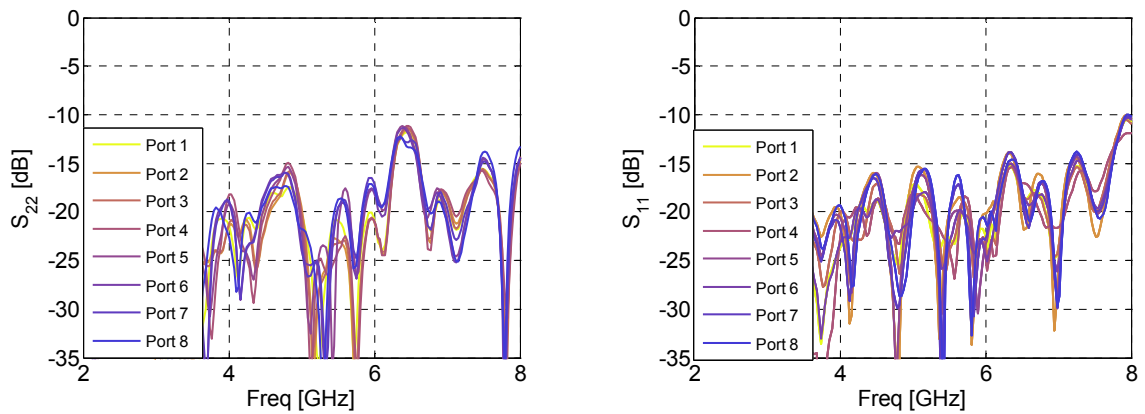 0
-5
-10
-15
-20
-25
-30
-35
S22 [dB]
Port 1
Port 2
Port 3
Port 4
Port 5
Port 6
Port 7
Port 8
2 4 6 8
Freq [GHz]
0
-5
-10
-15
-20
-25
-30
-35
S11 [dB]
Port 1
Port 2
Port 3
Port 4
Port 5
Port 6
Port 7
Port 8
2 4 6 8
Freq [GHz]